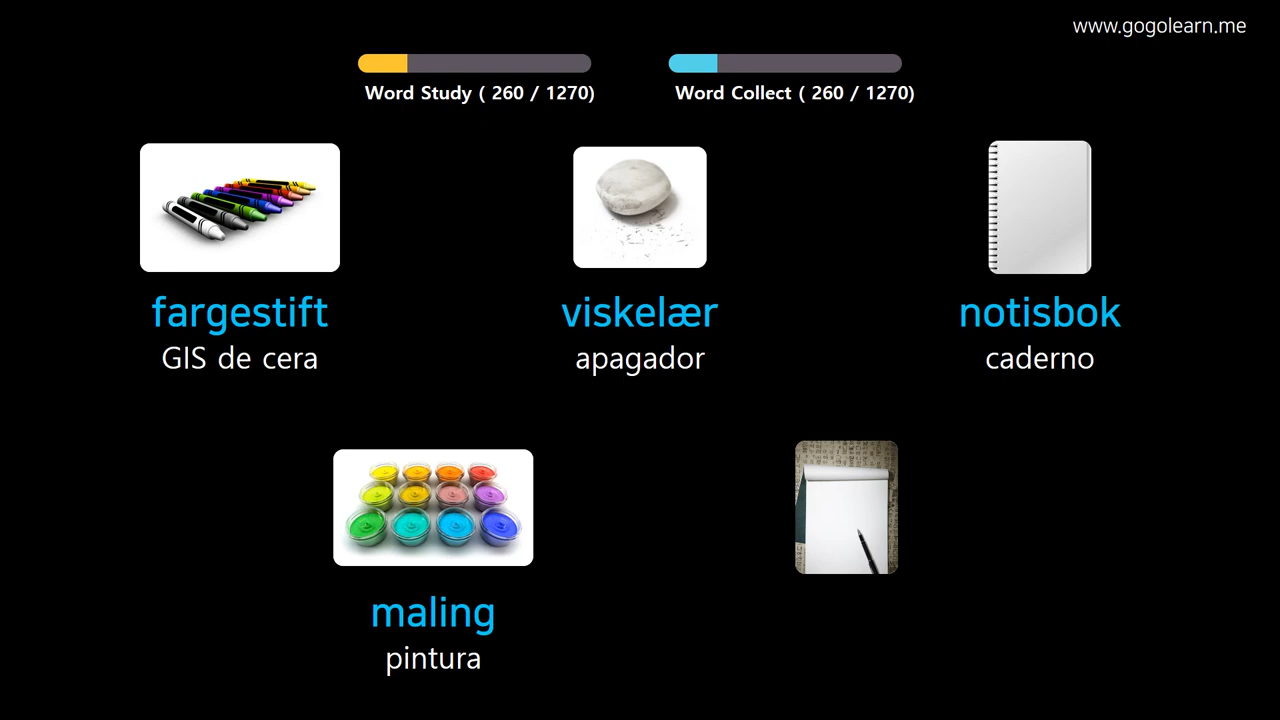 www.gogolearn.me
Word Study ( 260 / 1270)
Word Collect ( 260 / 1270)
fargestift
GIS de cera
viskelær
apagador
notisbok
caderno
maling
pintura